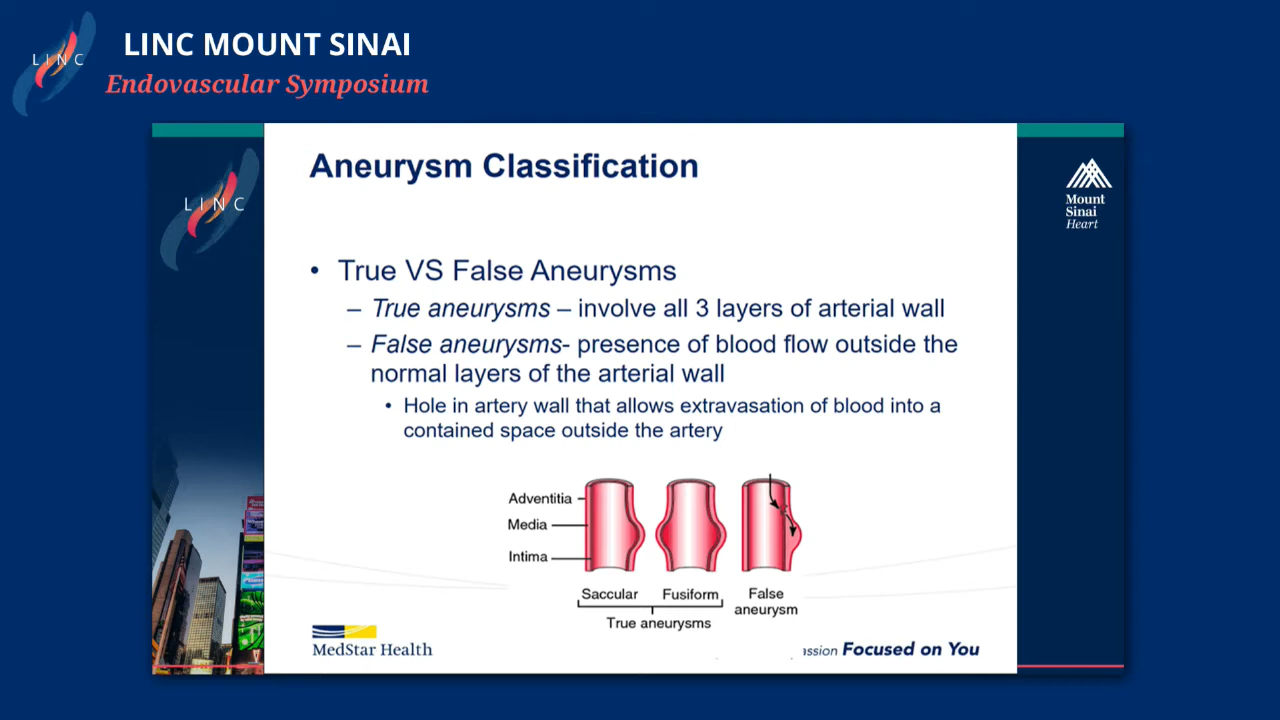 LINC
LINC MOUNT SINAI
Endovascular Symposium
LINC
Mount
Sinai
Heart
Aneurysm Classification
• True VS False Aneurysms
– True aneurysms – involve all 3 layers of arterial wall
– False aneurysms- presence of blood flow outside the
normal layers of the arterial wall
• Hole in artery wall that allows extravasation of blood into a
contained space outside the artery
Adventitia
Media
Intima
Saccular
Fusiform
False
aneurysm
True aneurysms
MedStar Health
assion Focused on You